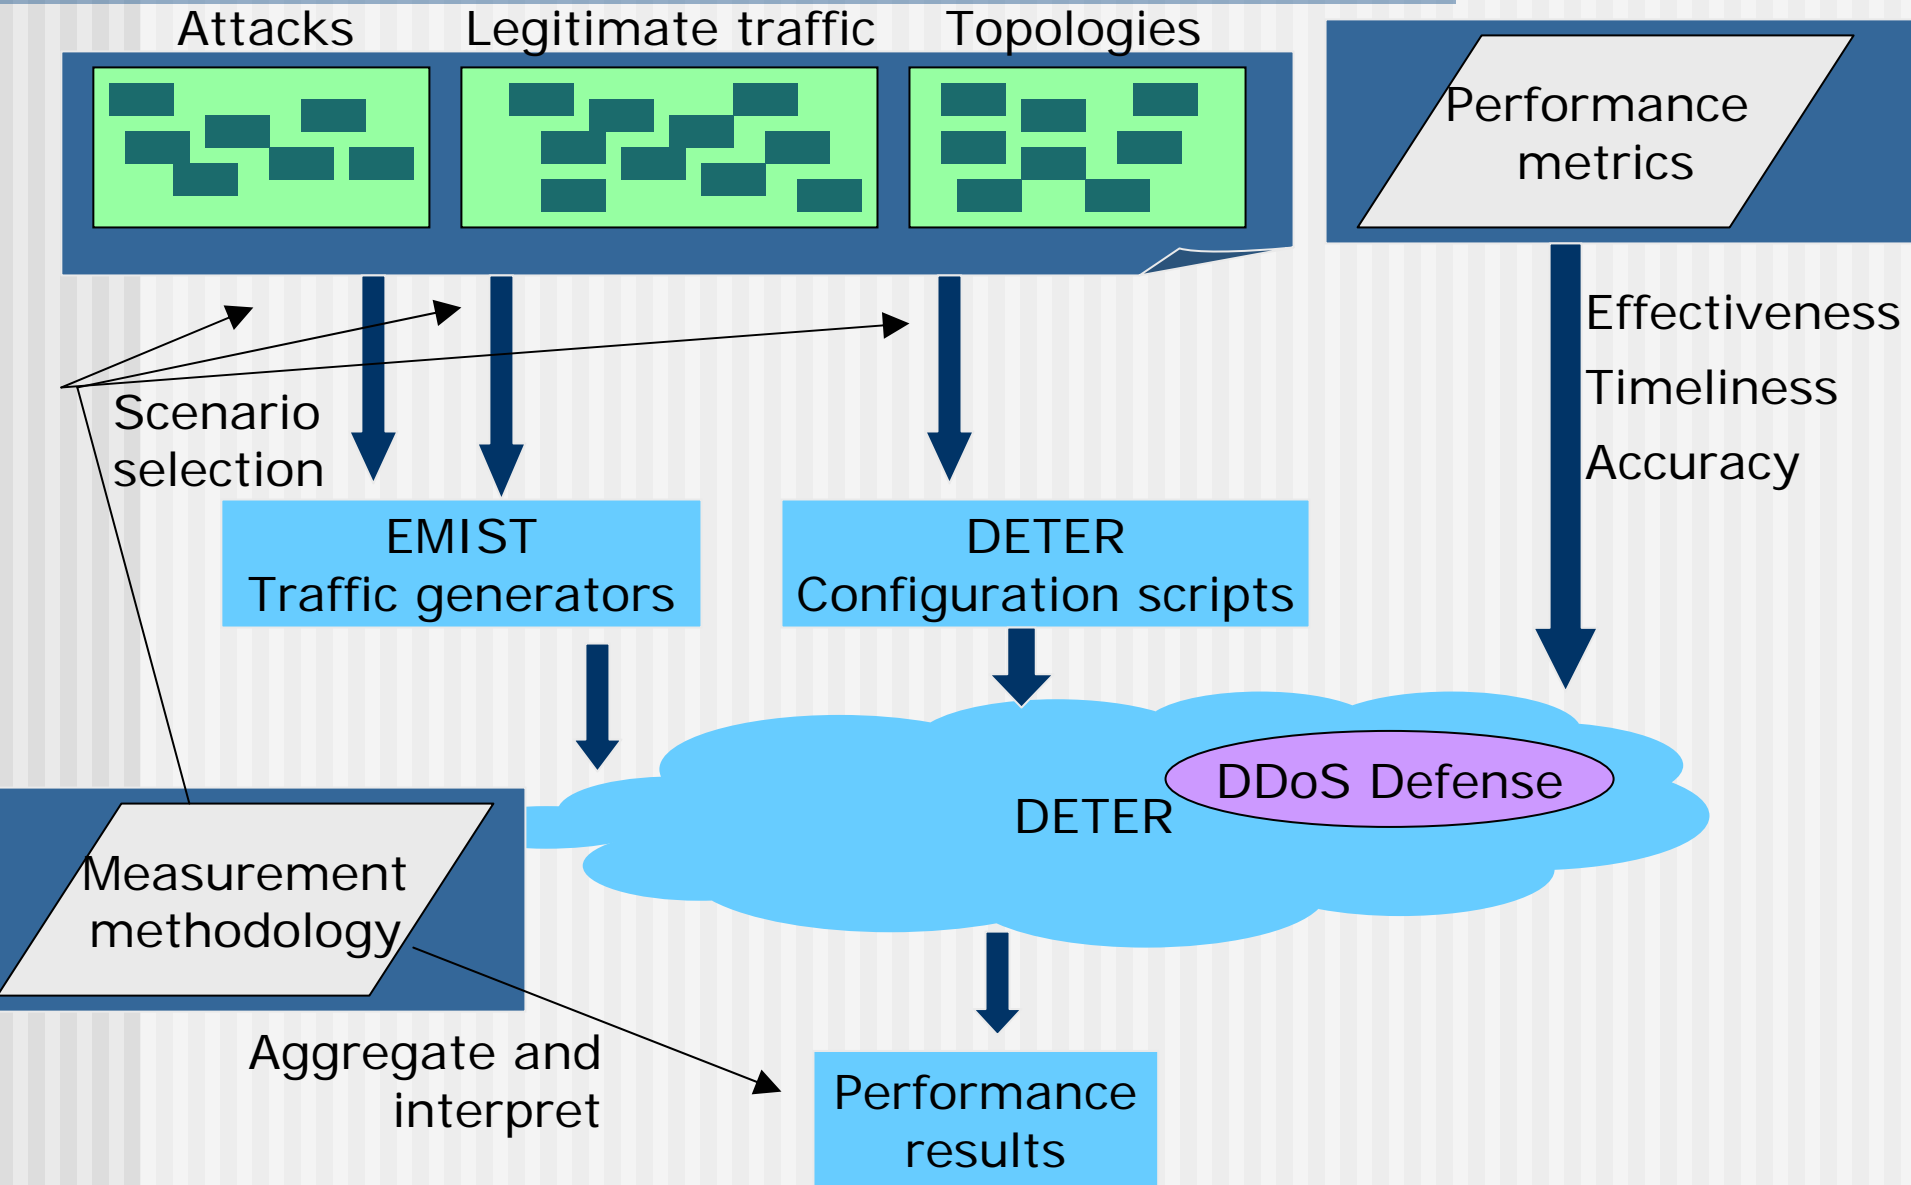 Attacks
Legitimate traffic
Topologies
Performance
metrics
Effectiveness
Timeliness
Accuracy
Scenario
selection
EMIST
Traffic generators
DETER
Configuration scripts
DDoS Defense
DETER
Measurement
methodology
Aggregate and
interpret
Performance
results